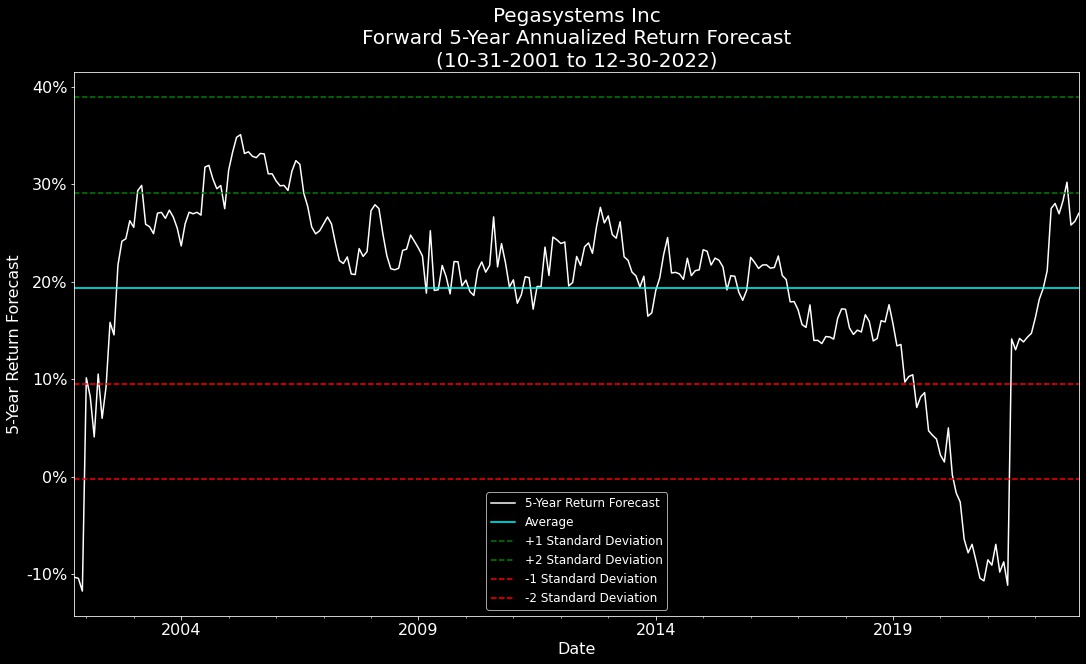 Pegasystems Inc
Forward 5-Year Annualized Return Forecast
(10-31-2001 to 12-30-2022)
40%
30%
20%
10%
0%
-10%
5-Year Return Forecast
5-Year Return Forecast
Average
+1 Standard Deviation
+2 Standard Deviation
-1 Standard Deviation
-2 Standard Deviation
2004 2009 2014 2019
Date